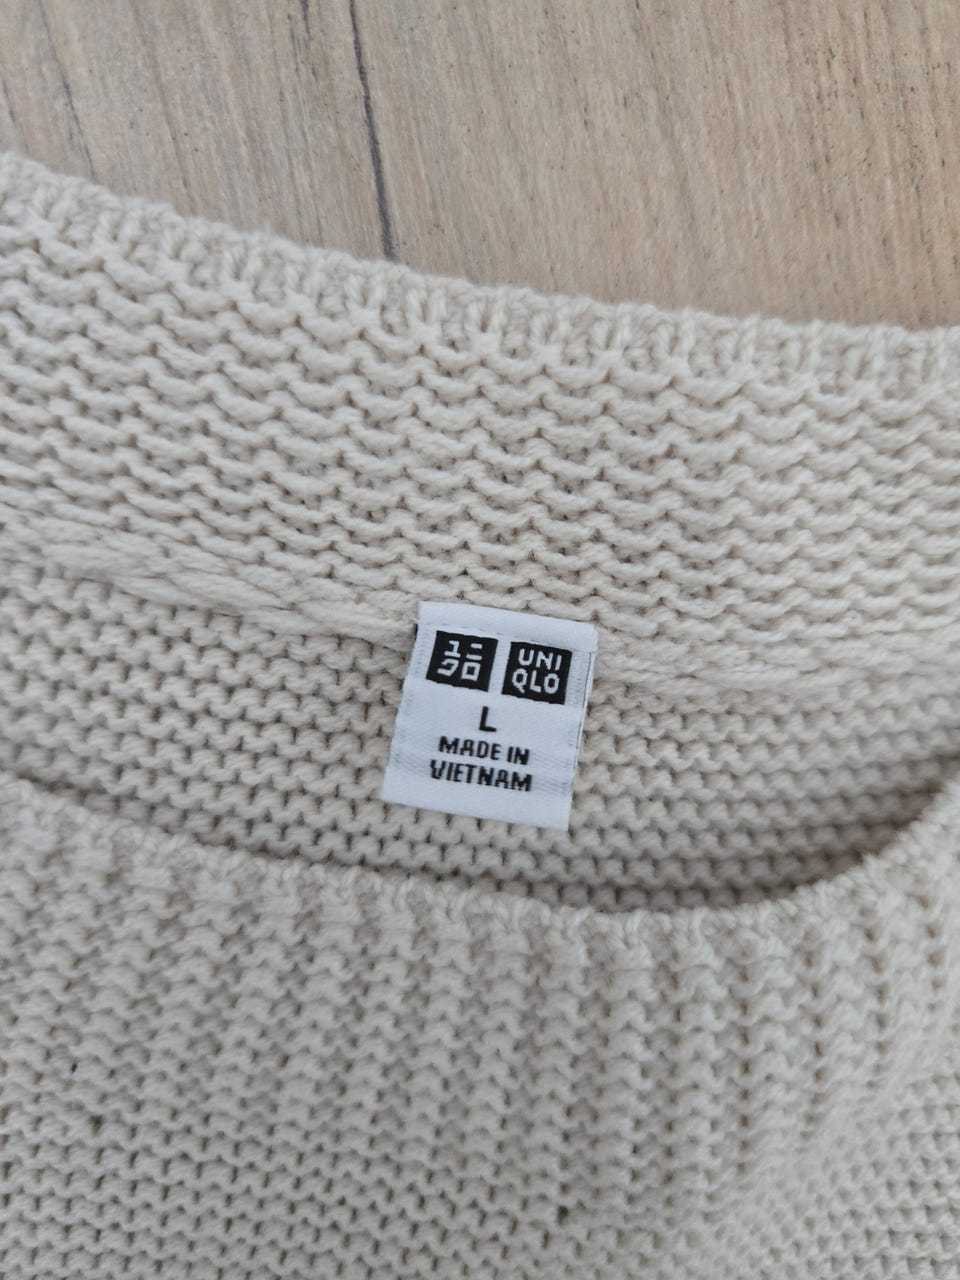 ユニ UNI
クロ QLO
L
MADE IN
VIETNAM